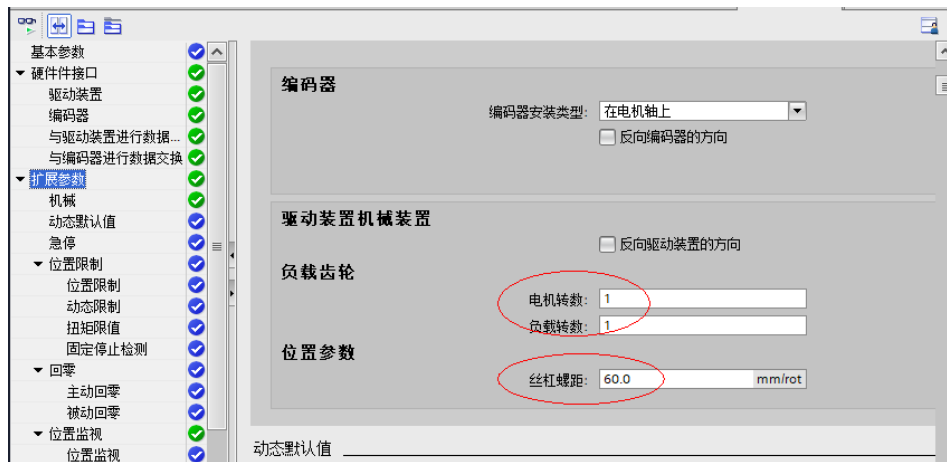 基本参数
硬件件接口
驱动装置
编码器
与驱动装置进行数据...
与编码器进行数据交换
扩展参数
机械
动态默认值
急停
位置限制
位置限制
动态限制
扭矩限值
固定停止检测
回零
主动回零
被动回零
位置监视
位置监视
编码器
编码器安装类型: 在电机轴上
反向编码器的方向
驱动装置机械装置
反向驱动装置的方向
负载齿轮
电机转数: 1
负载转数: 1
位置参数
丝杠螺距: 60.0 mm/rot
动态默认值